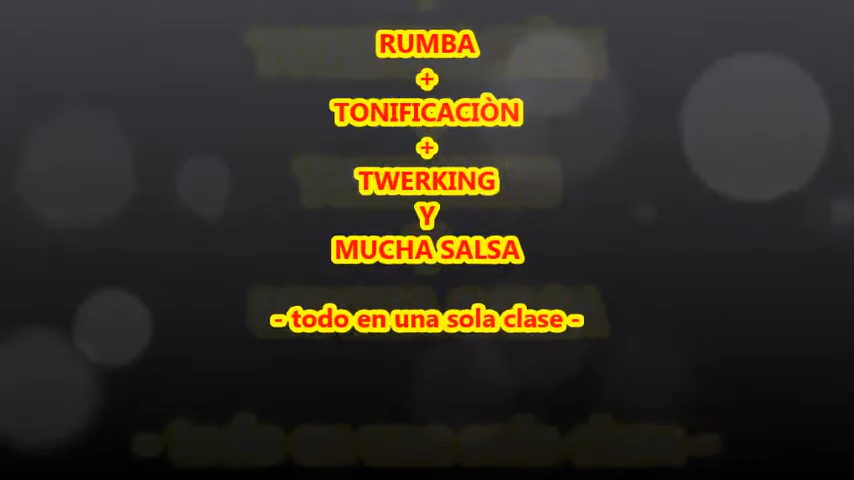 RUMBA
+
TONIFICACIÒN
+
TWERKING
Y
MUCHA SALSA
- todo en una sola clase -